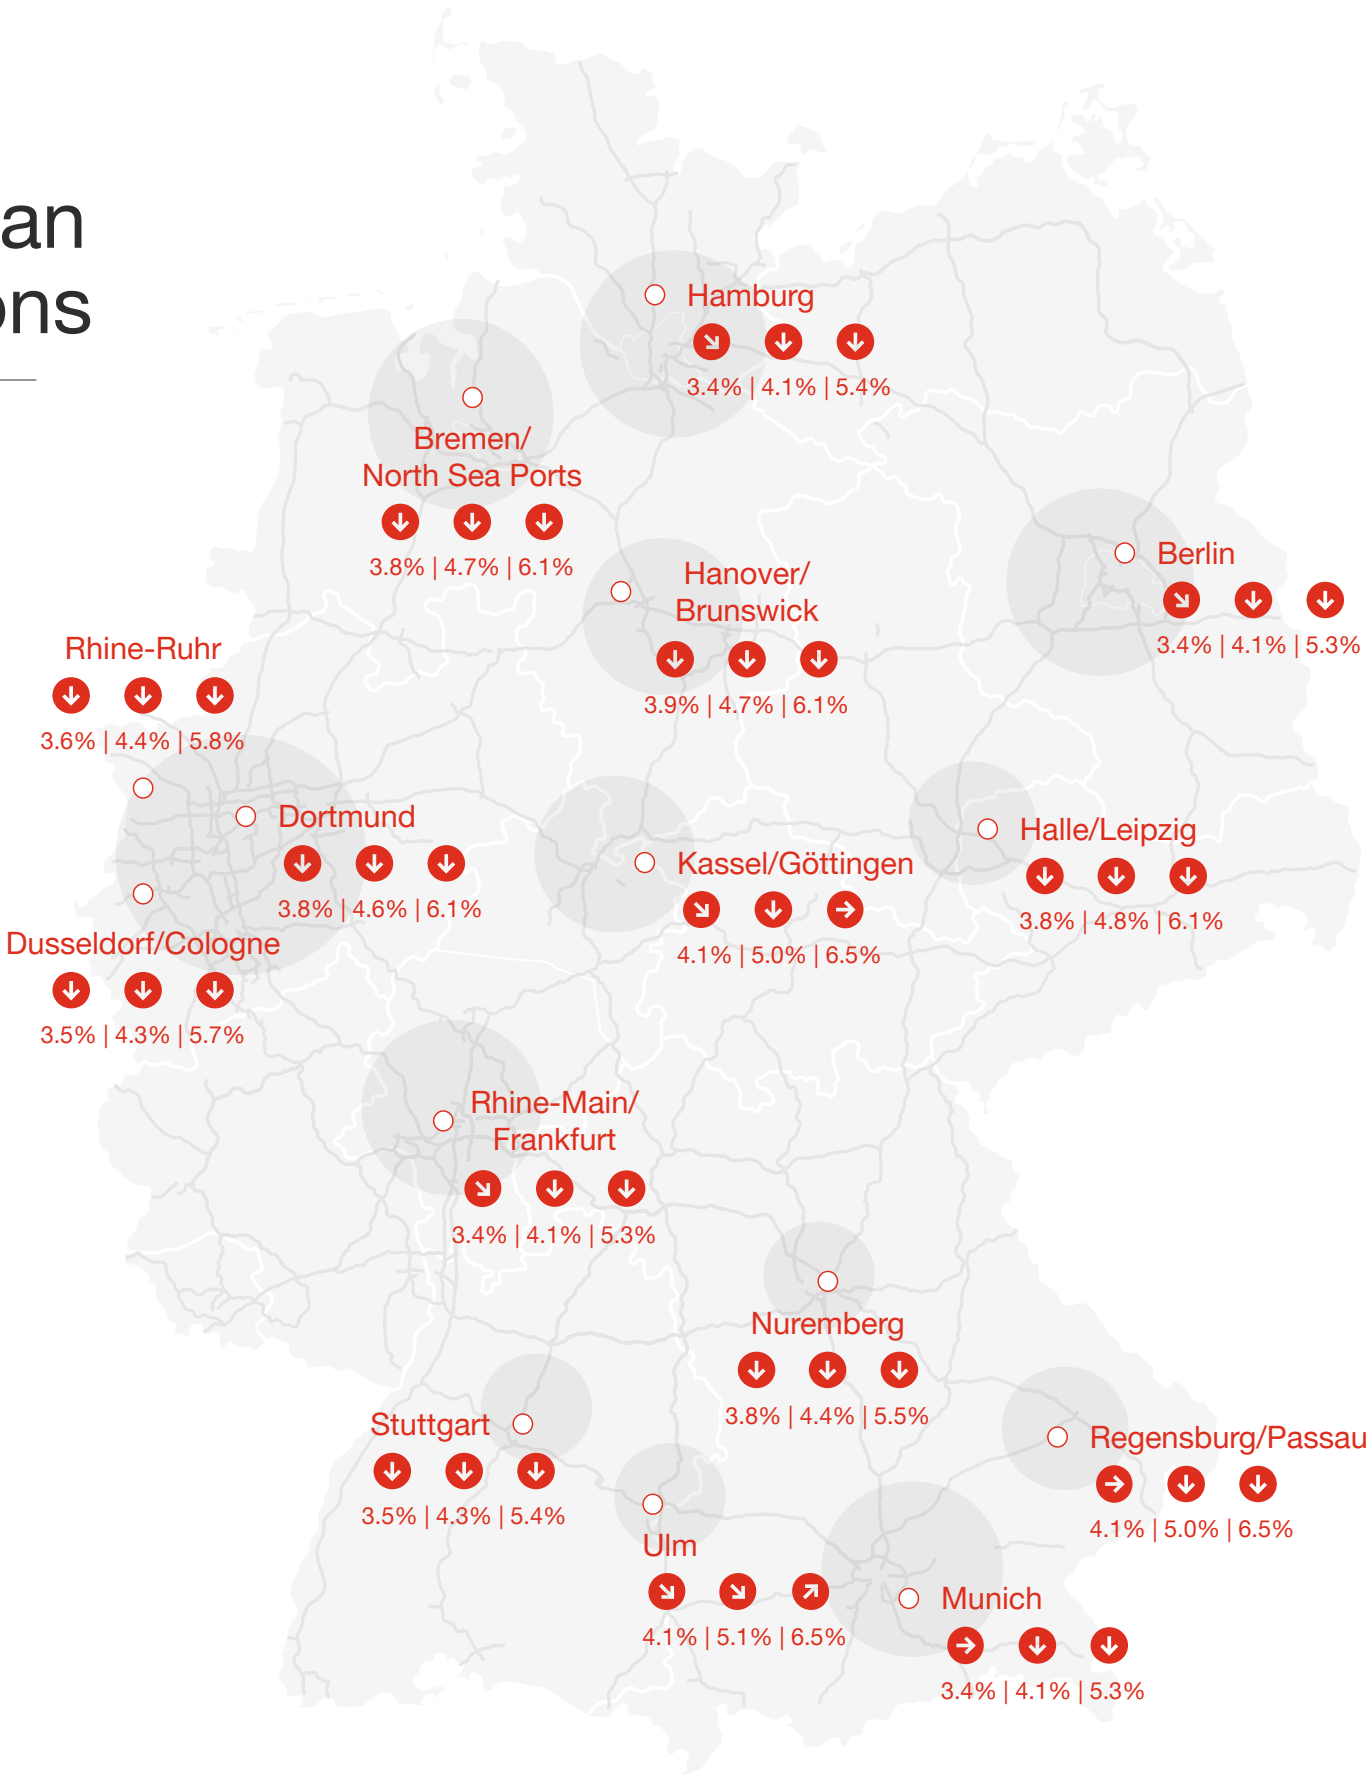 an
ons
Hamburg
3.4% | 4.1% | 5.4%
Bremen/
North Sea Ports
3.8% | 4.7% | 6.1%
Hanover/
Brunswick
3.9% | 4.7% | 6.1%
Berlin
3.4% | 4.1% | 5.3%
Rhine-Ruhr
3.6% | 4.4% | 5.8%
Dortmund
3.8% | 4.6% | 6.1%
Kassel/Göttingen
4.1% | 5.0% | 6.5%
Halle/Leipzig
3.8% | 4.8% | 6.1%
Dusseldorf/Cologne
3.5% | 4.3% | 5.7%
Rhine-Main/
Frankfurt
3.4% | 4.1% | 5.3%
Nuremberg
3.8% | 4.4% | 5.5%
Stuttgart
3.5% | 4.3% | 5.4%
Regensburg/Passau
4.1% | 5.0% | 6.5%
Ulm
4.1% | 5.1% | 6.5%
Munich
3.4% | 4.1% | 5.3%